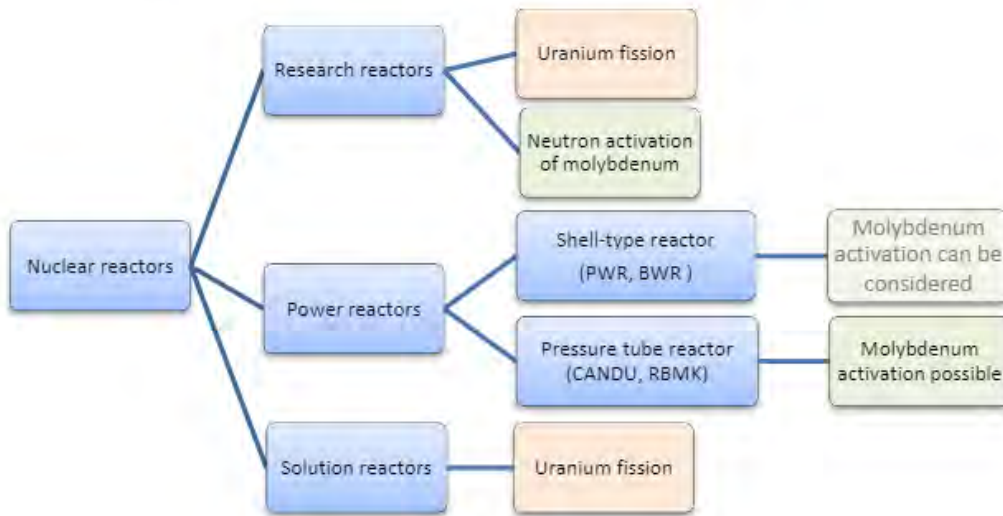 Research reactors
Uranium fission
Neutron activation
of molybdenum
Nuclear reactors
Power reactors
Shell-type reactor
(PWR, BWR )
Molybdenum
activation can be
considered
Pressure tube reactor
(CANDU, RBMK)
Molybdenum
activation possible
Solution reactors
Uranium fission